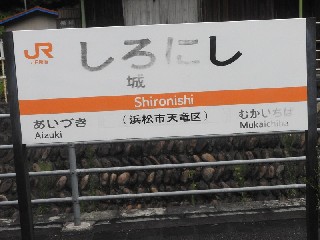 JR
しろにし
城
Shironishi
あいづき
Aizuki
(浜松市天竜区)
むかいちば
Mukaichiba